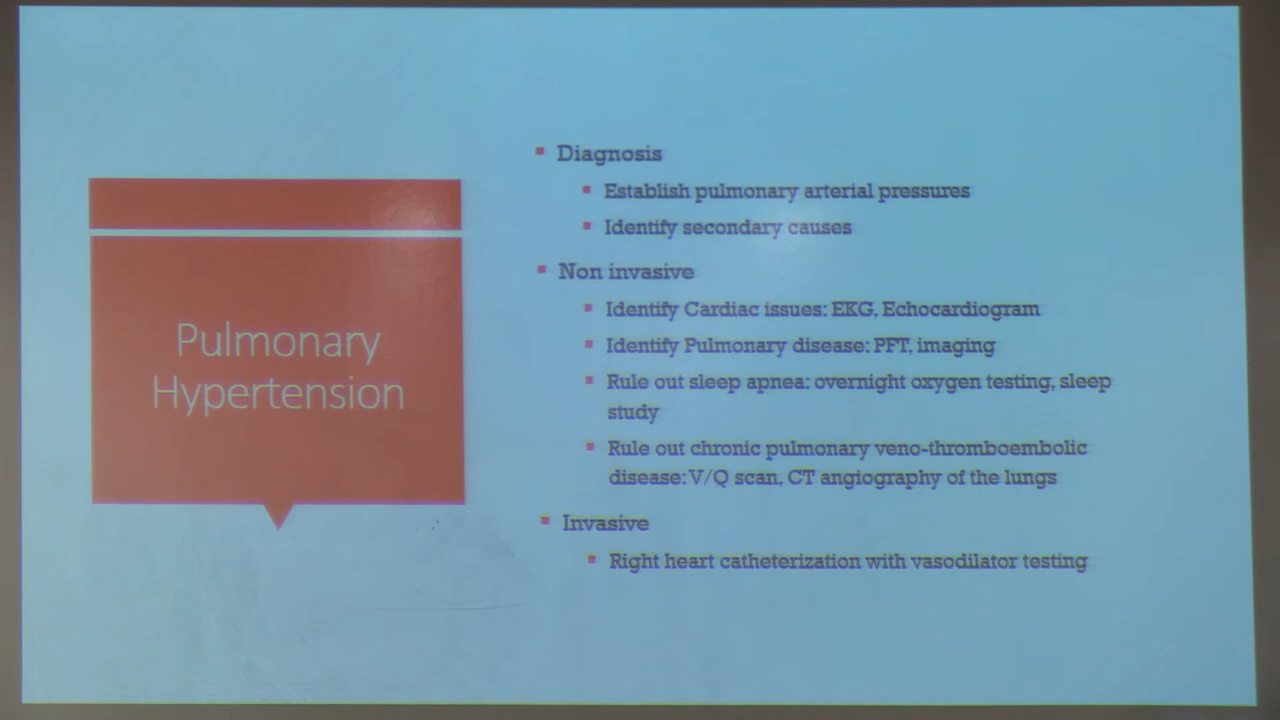 Pulmonary
Hypertension
Diagnosis
Establish pulmonary arterial pressures
Identify secondary causes
Non invasive
Identify Cardiac issues: EKG, Echocardiogram
Identify Pulmonary disease: PFT, imaging
Rule out sleep apnea: overnight oxygen testing, sleep
study
Rule out chronic pulmonary veno-thromboembolic
disease: V/Q scan, CT angiography of the lungs
Invasive
Right heart catheterization with vasodilator testing